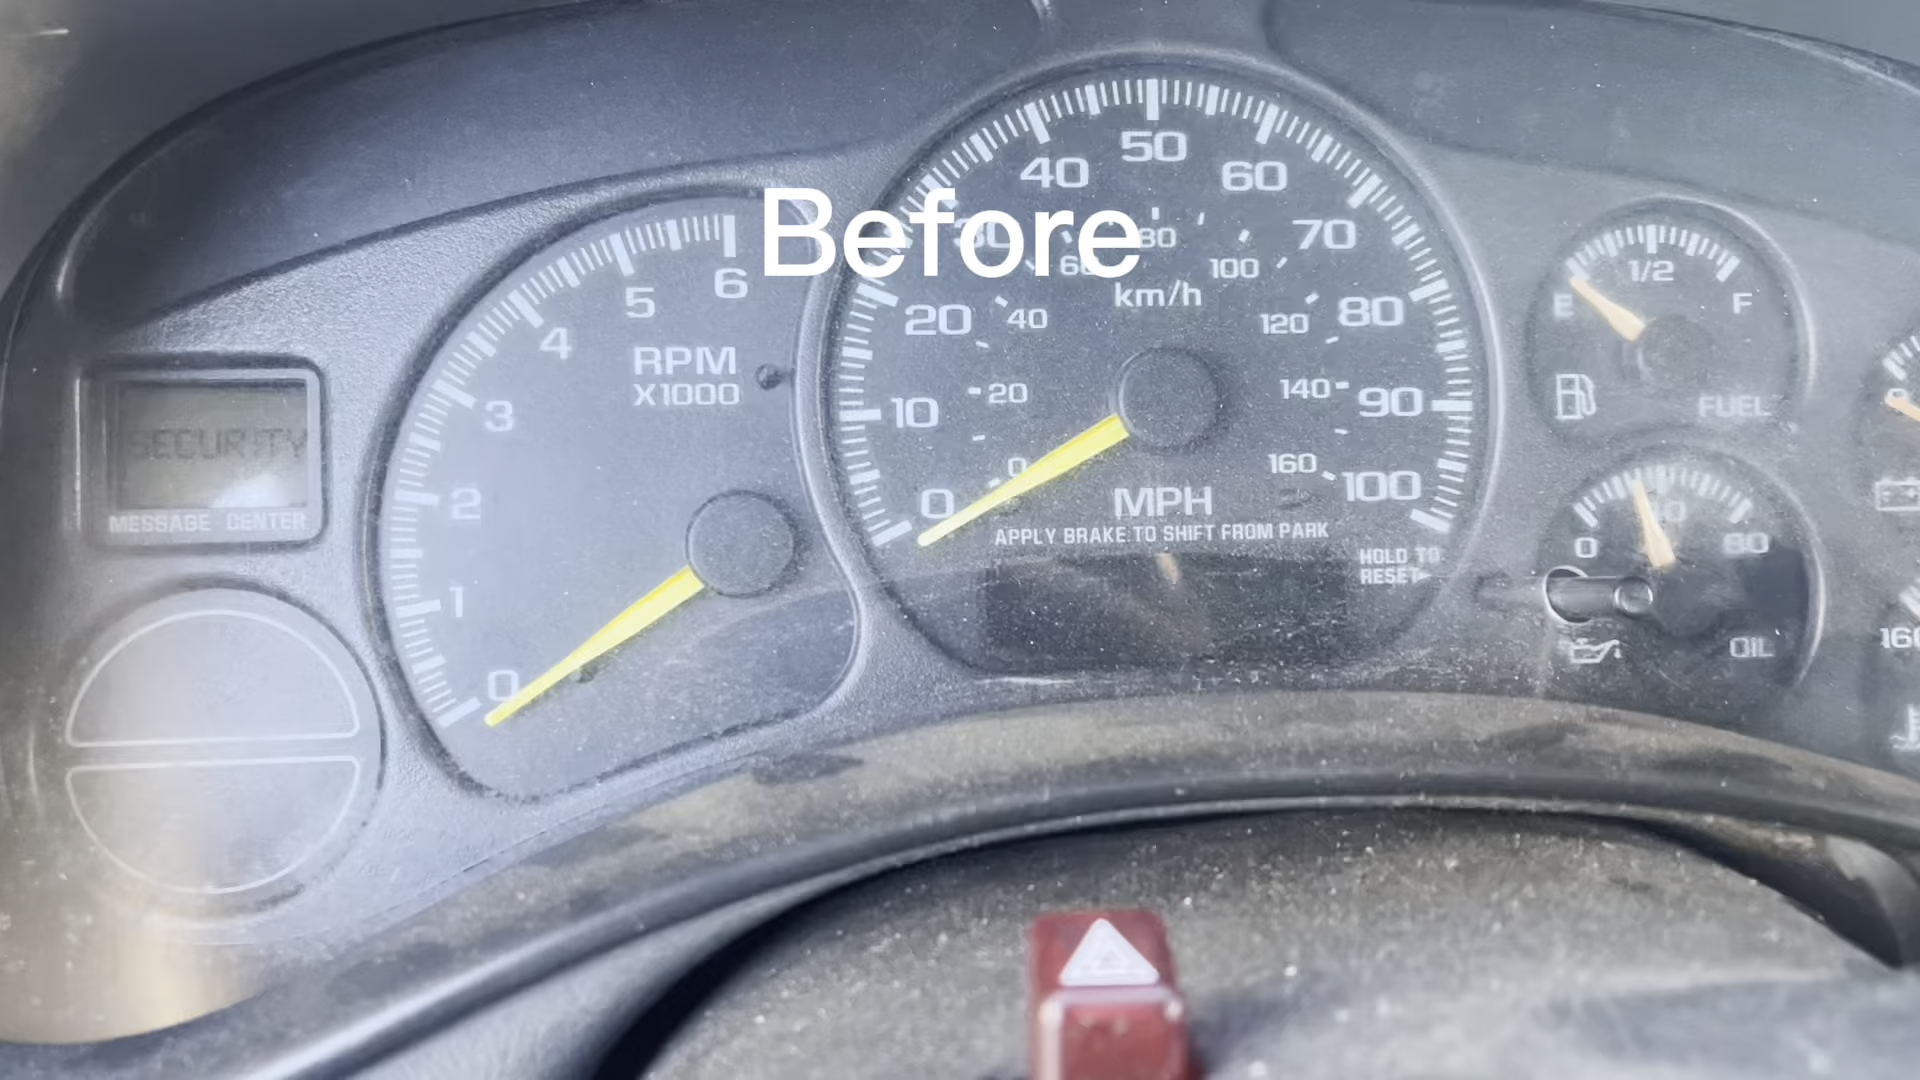 Before
SECURITY
MESSAGE CENTER
0
1
2
3
4
5
6
RPM
X1000
0
10
20
40
50
60
70
80
90
100
0
20
40
60
80
100
120
140
160
km/h
MPH
APPLY BRAKE TO SHIFT FROM PARK
HOLD TO
RESET
E
1/2
F
FUEL
0
80
OIL